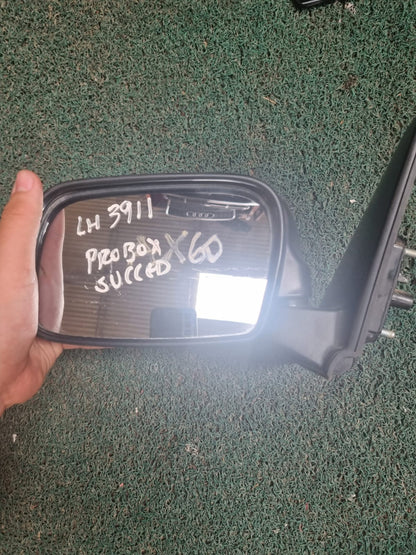 LH 3911
PROBOX X60
SUCCED